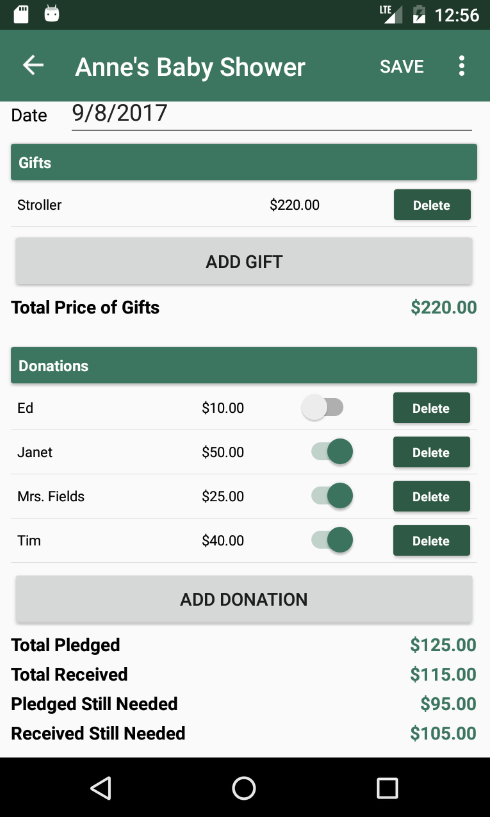 LTE 12:56
Anne's Baby Shower SAVE
Date 9/8/2017
Gifts
Stroller $220.00 Delete
ADD GIFT
Total Price of Gifts $220.00
Donations
Ed $10.00 Delete
Janet $50.00 Delete
Mrs. Fields $25.00 Delete
Tim $40.00 Delete
ADD DONATION
Total Pledged $125.00
Total Received $115.00
Pledged Still Needed $95.00
Received Still Needed $105.00